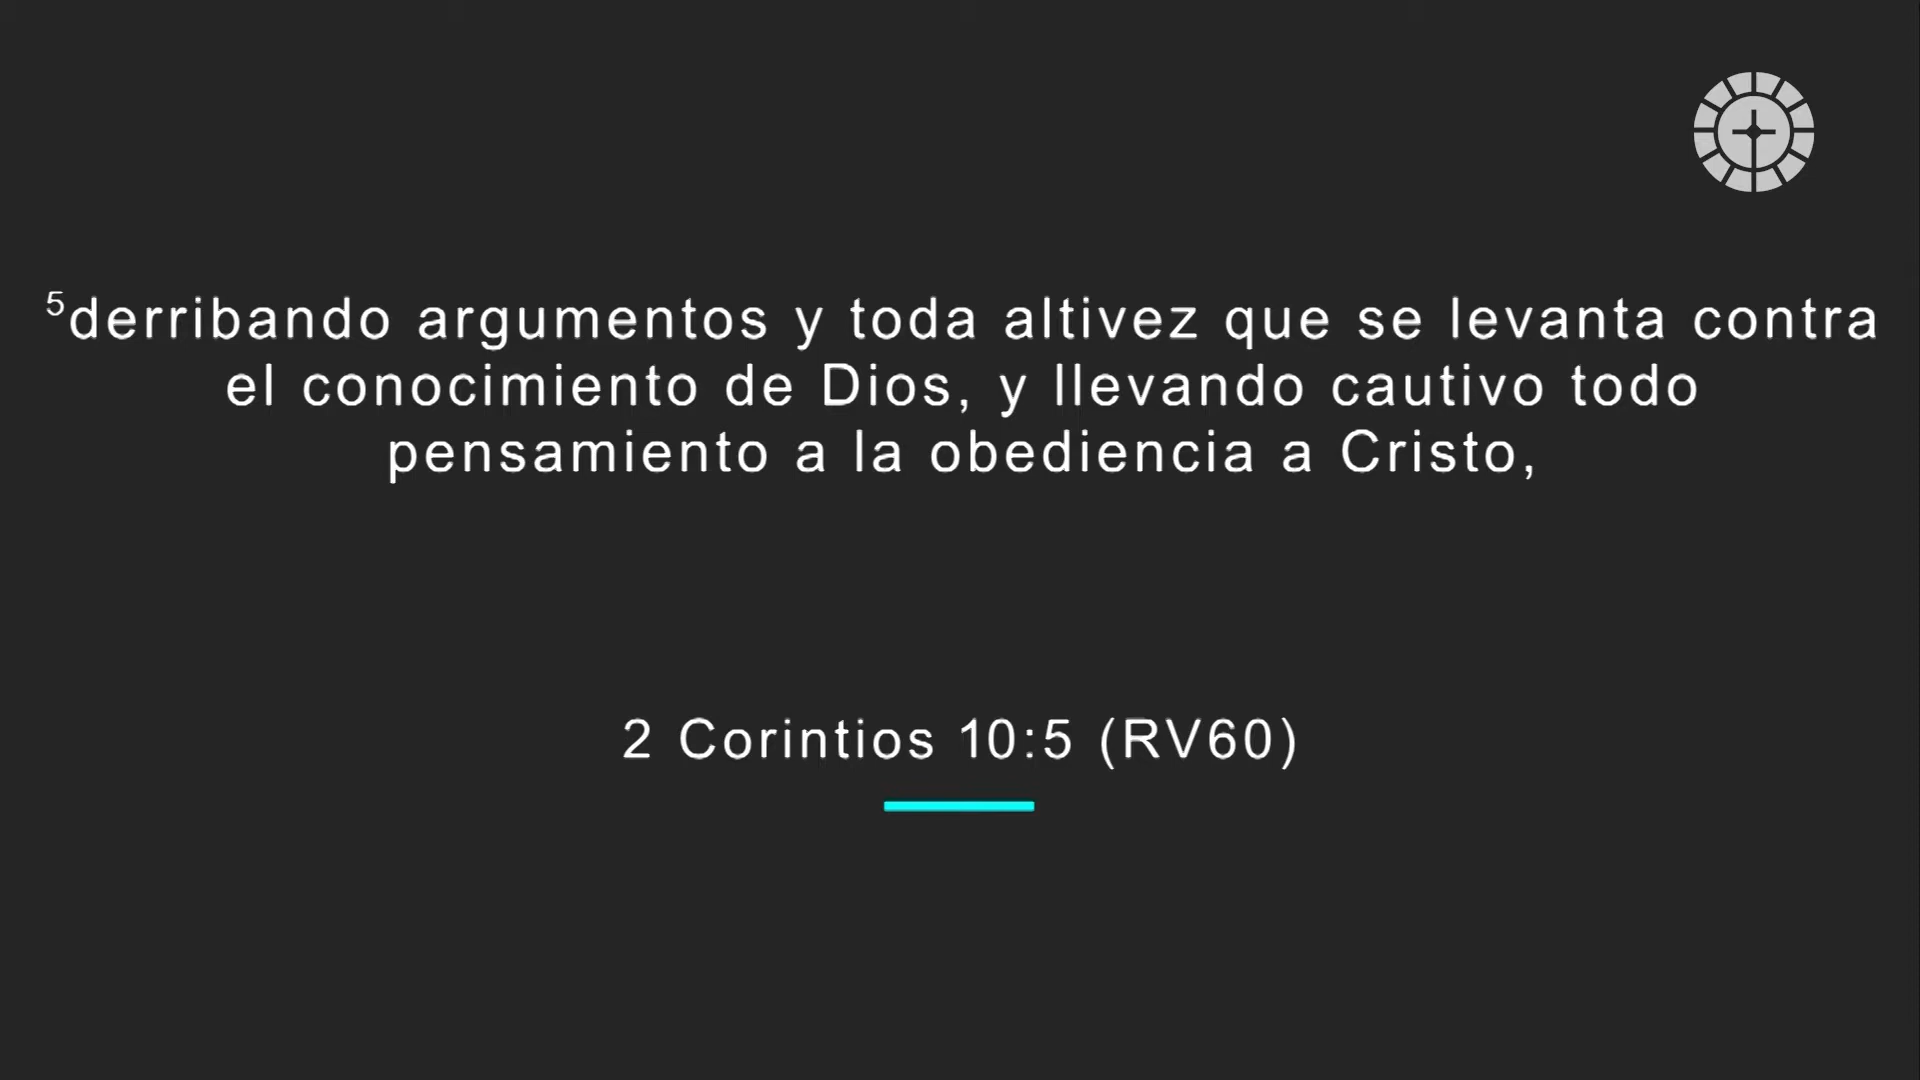 ⁵derribando argumentos y toda altivez que se levanta contra
el conocimiento de Dios, y llevando cautivo todo
pensamiento a la obediencia a Cristo,
2 Corintios 10:5 (RV60)